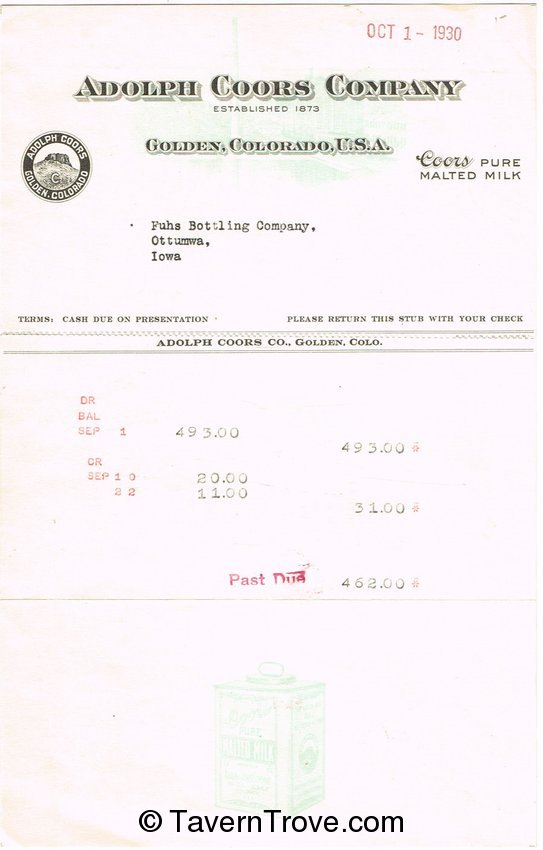 OCT 1 - 1930
ADOLPH COORS COMPANY
ESTABLISHED 1873
GOLDEN, COLORADO, U.S.A.
ADOLPH COORS
C
GOLDEN, COLORADO
Coors PURE
MALTED MILK
Fuhs Bottling Company,
Ottumwa,
Iowa
TERMS: CASH DUE ON PRESENTATION
PLEASE RETURN THIS STUB WITH YOUR CHECK
ADOLPH COORS CO., GOLDEN, COLO.
DR
BAL
SEP 1 493.00
493.00 *
CR
SEP 10 20.00
22 11.00
31.00 *
Past Due 462.00 *
PURE
MALTED MILK
© TavernTrove.com